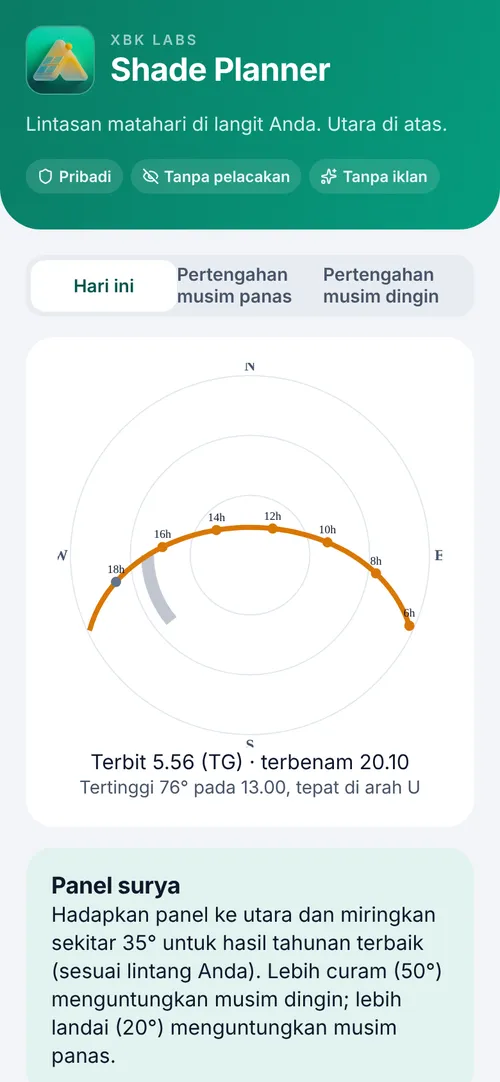 XBK LABS
Shade Planner
Lintasan matahari di langit Anda. Utara di atas.
Pribadi
Tanpa pelacakan
Tanpa iklan
Hari ini
Pertengahan
musim panas
Pertengahan
musim dingin
N
14h
12h
16h
10h
W
E
8h
18h
6h
S
Terbit 5.56 (TG) · terbenam 20.10
Tertinggi 76° pada 13.00, tepat di arah U
Panel surya
Hadapkan panel ke utara dan miringkan
sekitar 35° untuk hasil tahunan terbaik
(sesuai lintang Anda). Lebih curam (50°)
menguntungkan musim dingin; lebih
landai (20°) menguntungkan musim
panas.